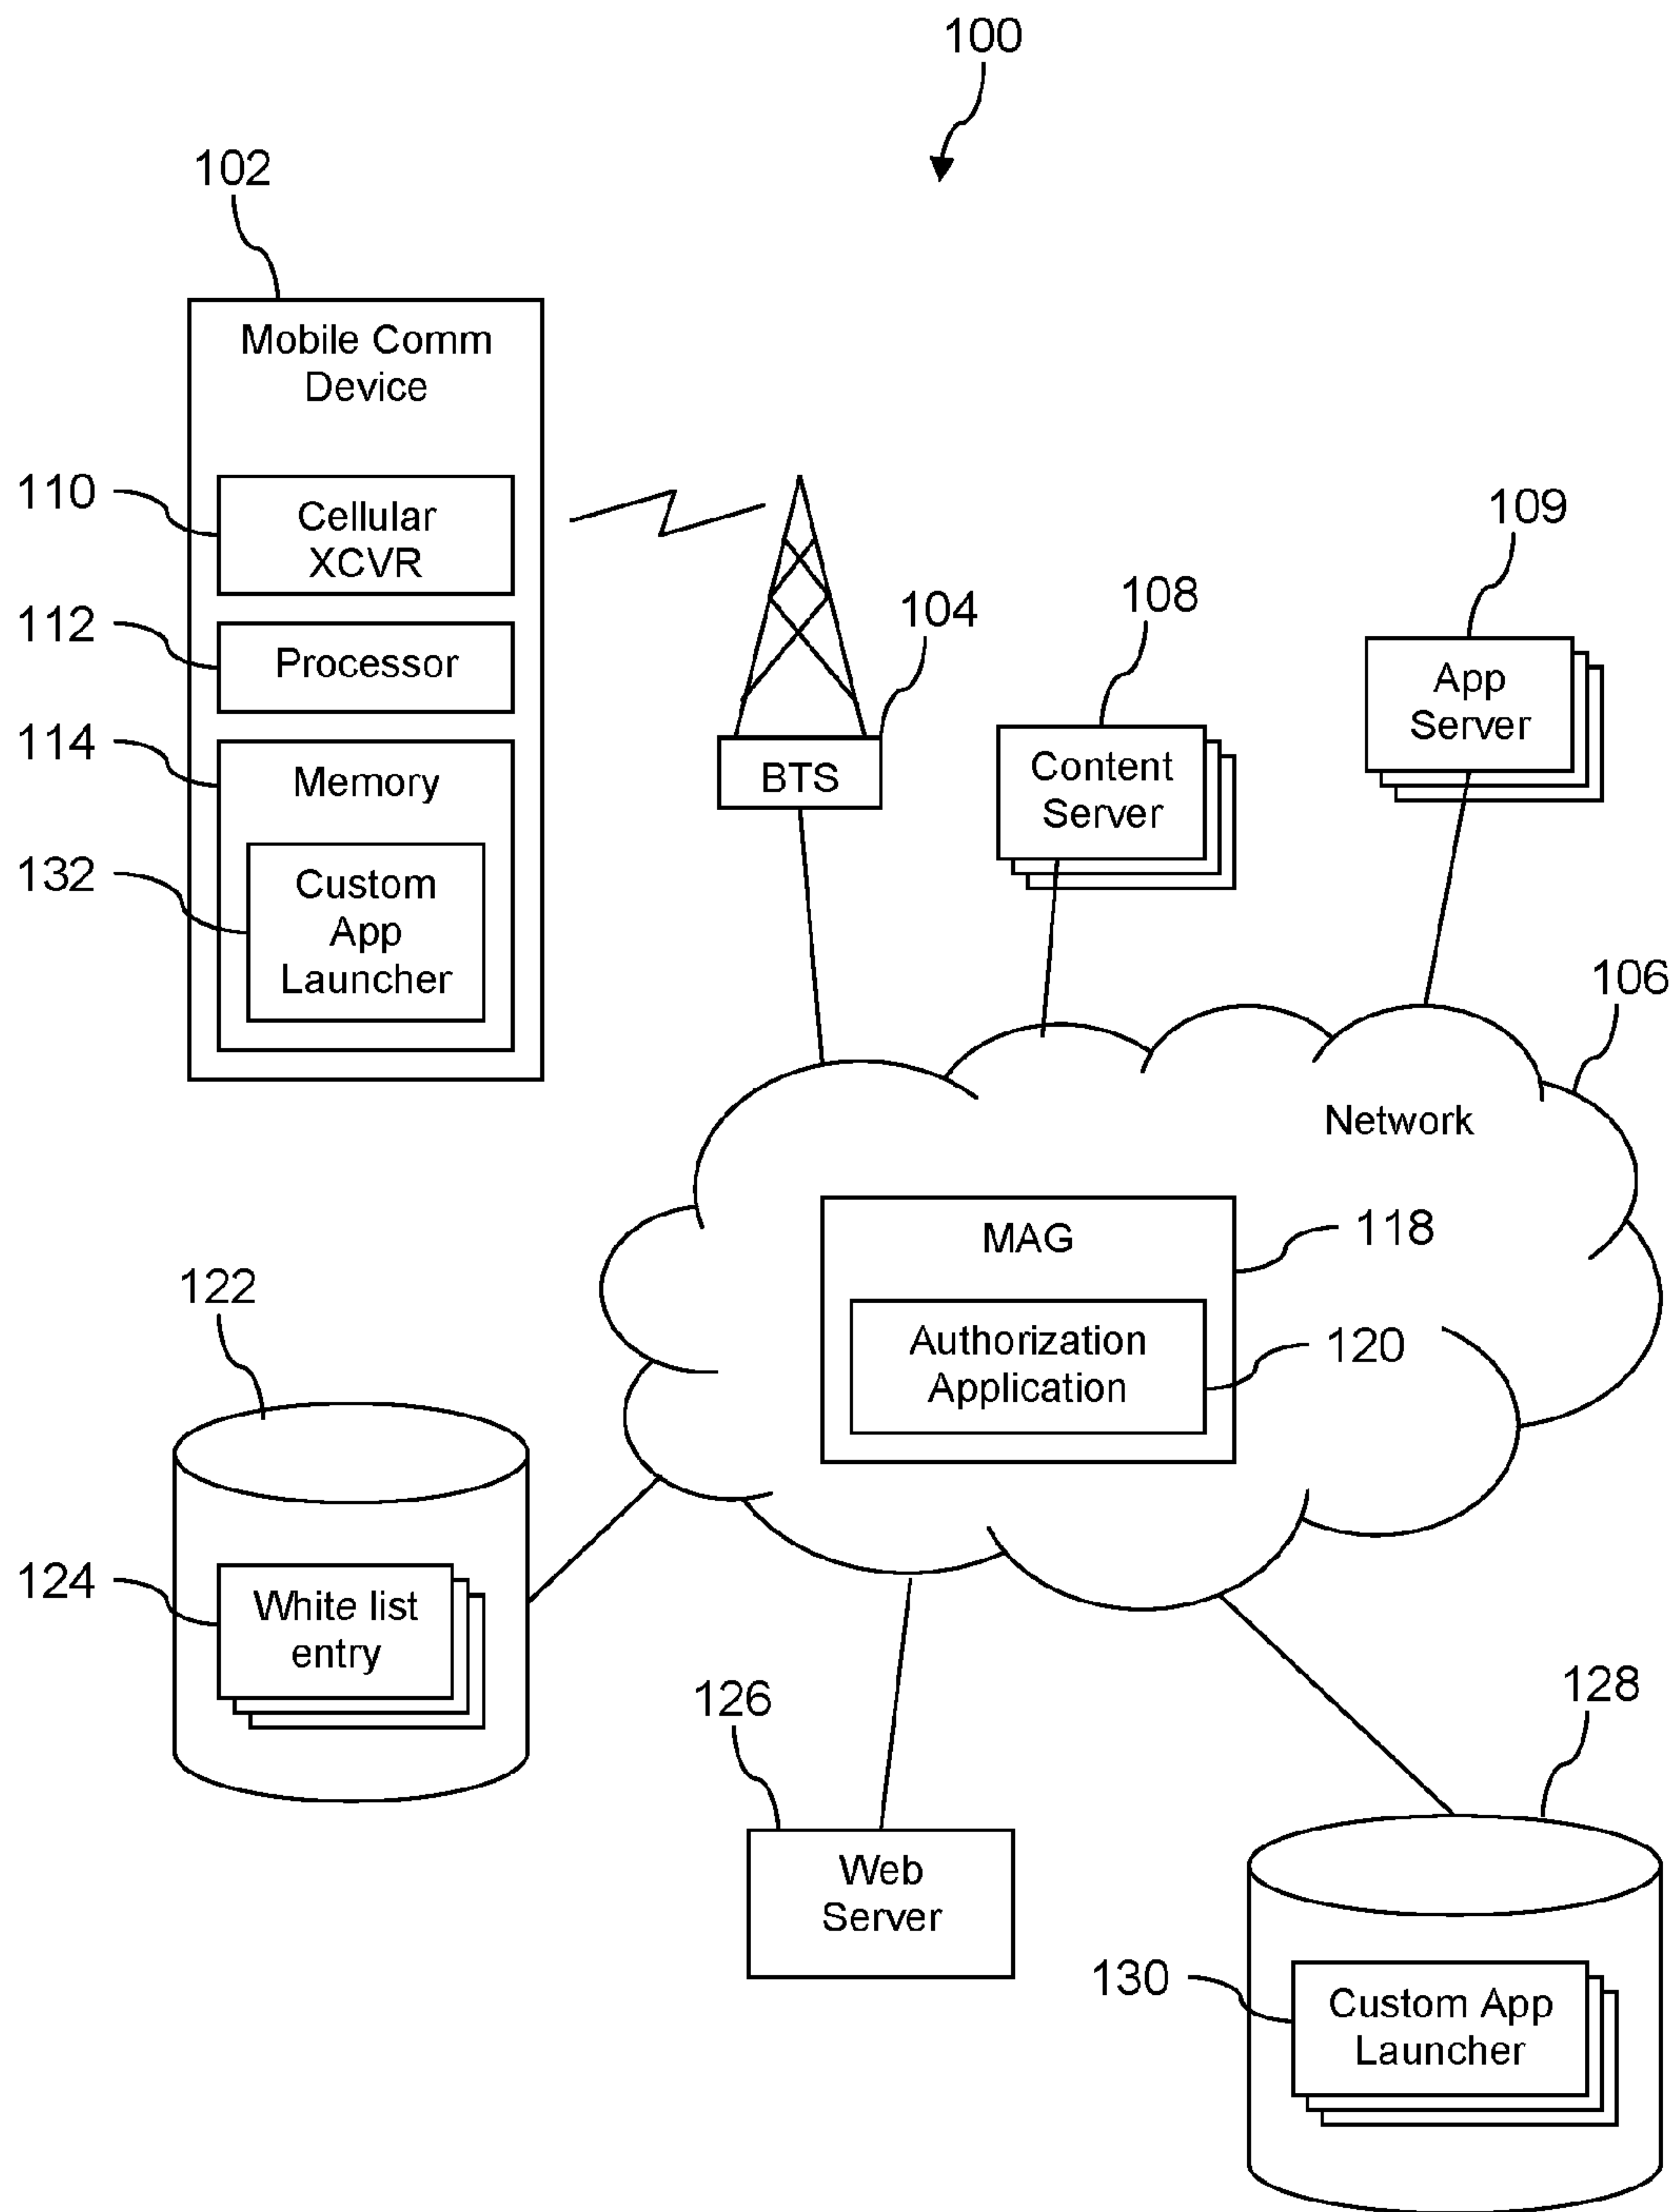 100
102
Mobile Comm
Device
110
Cellular
XCVR
112
Processor
114
Memory
132
Custom
App
Launcher
104
BTS
108
Content
Server
109
App
Server
106
Network
MAG
118
Authorization
Application
120
122
124
White list
entry
126
Web
Server
128
130
Custom App
Launcher